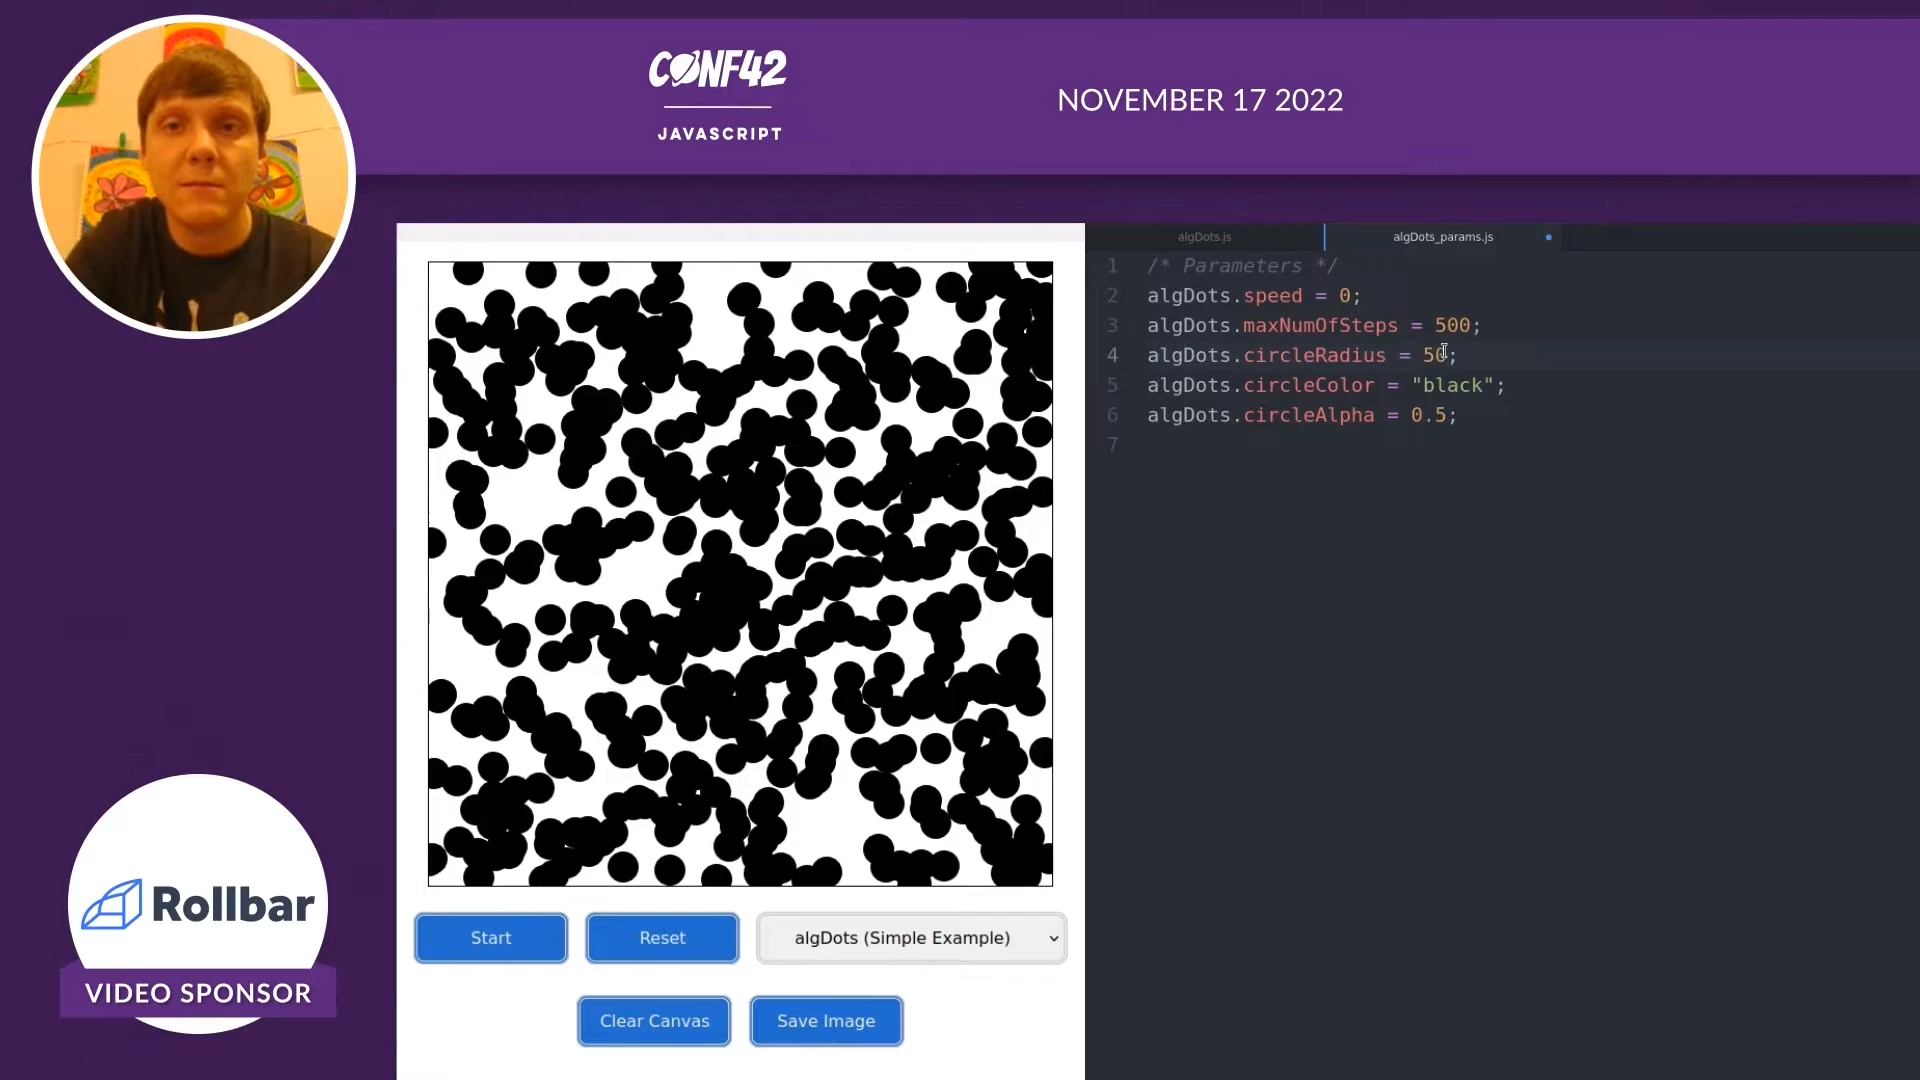 CONF42
JAVASCRIPT
NOVEMBER 17 2022
algDots.js
algDots_params.js
1 /* Parameters */
2 algDots.speed = 0;
3 algDots.maxNumOfSteps = 500;
4 algDots.circleRadius = 50;
5 algDots.circleColor = "black";
6 algDots.circleAlpha = 0.5;
7
Start
Reset
algDots (Simple Example)
Clear Canvas
Save Image
Rollbar
VIDEO SPONSOR